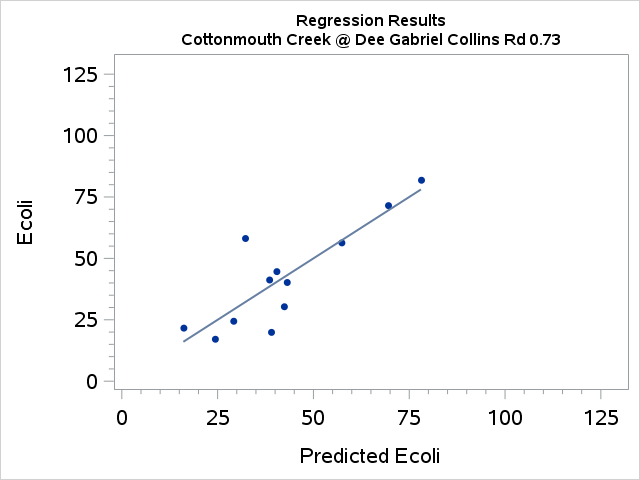 Regression Results
Cottonmouth Creek @ Dee Gabriel Collins Rd 0.73
125
100
75
50
25
0
Ecoli
0 25 50 75 100 125
Predicted Ecoli